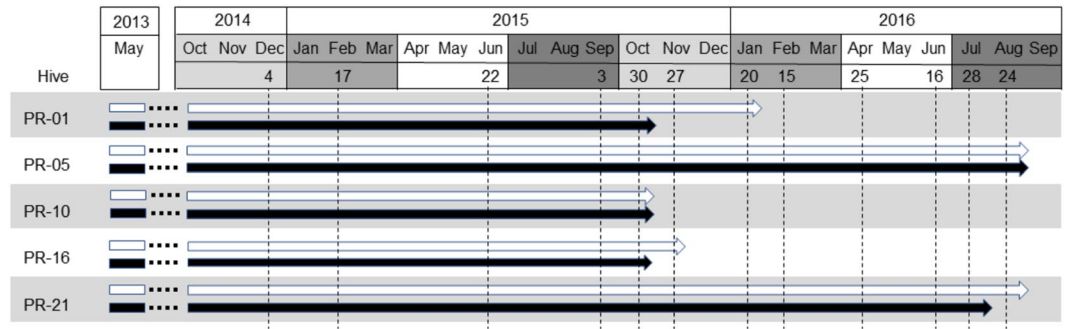 2013 2014 2015 2016
May Oct Nov Dec Jan Feb Mar Apr May Jun Jul Aug Sep Oct Nov Dec Jan Feb Mar Apr May Jun Jul Aug Sep
Hive 4 17 22 3 30 27 20 15 25 16 28 24
PR-01
PR-05
PR-10
PR-16
PR-21